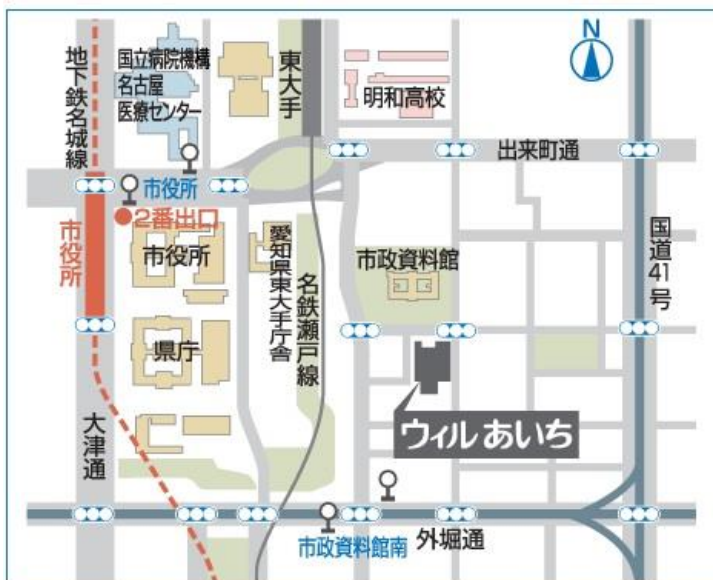 N
地下鉄名城線
国立病院機構
名古屋
医療センター
東大手
明和高校
出来町通
市役所
2番出口
市役所
市役所
愛知県東大手庁舎
名鉄瀬戸線
市政資料館
国道41号
県庁
大津通
ウィルあいち
市政資料館南
外堀通